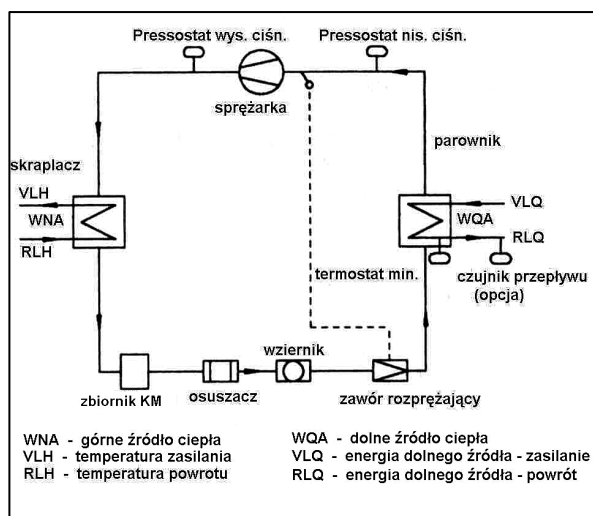 Pressostat wys. ciśn.
Pressostat nis. ciśn.
sprężarka
parownik
skraplacz
VLH
WNA
RLH
VLQ
WQA
RLQ
termostat min.
czujnik przepływu
(opcja)
wziernik
zbiornik KM
osuszacz
zawór rozprężający
WNA - górne źródło ciepła
VLH - temperatura zasilania
RLH - temperatura powrotu
WQA - dolne źródło ciepła
VLQ - energia dolnego źródła - zasilanie
RLQ - energia dolnego źródła - powrót